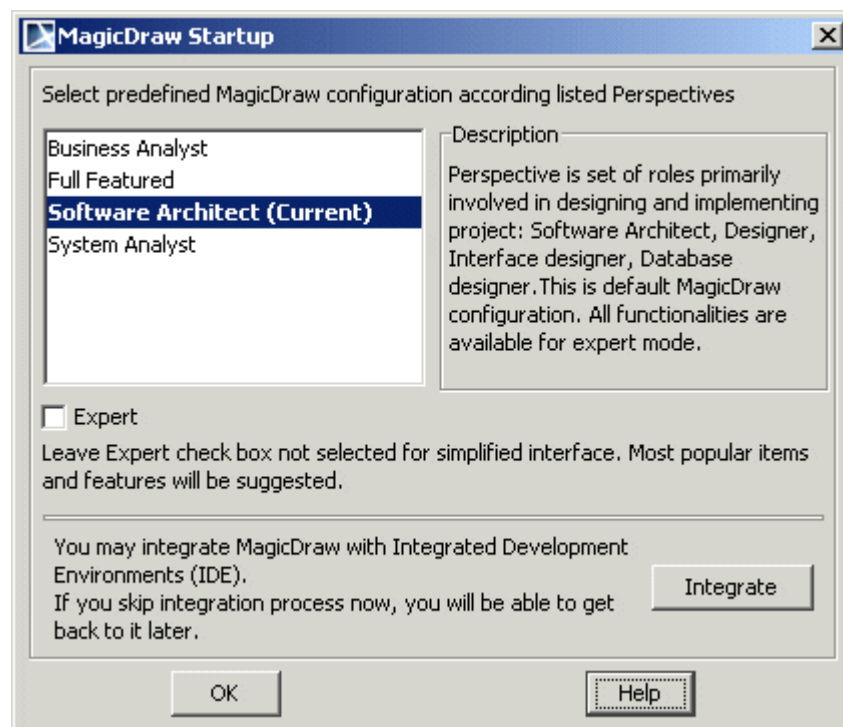 MagicDraw Startup
Select predefined MagicDraw configuration according listed Perspectives
Business Analyst
Full Featured
Software Architect (Current)
System Analyst
Description
Perspective is set of roles primarily
involved in designing and implementing
project: Software Architect, Designer,
Interface designer, Database
designer.This is default MagicDraw
configuration. All functionalities are
available for expert mode.
Expert
Leave Expert check box not selected for simplified interface. Most popular items
and features will be suggested.
You may integrate MagicDraw with Integrated Development
Environments (IDE).
If you skip integration process now, you will be able to get
back to it later.
Integrate
OK
Help